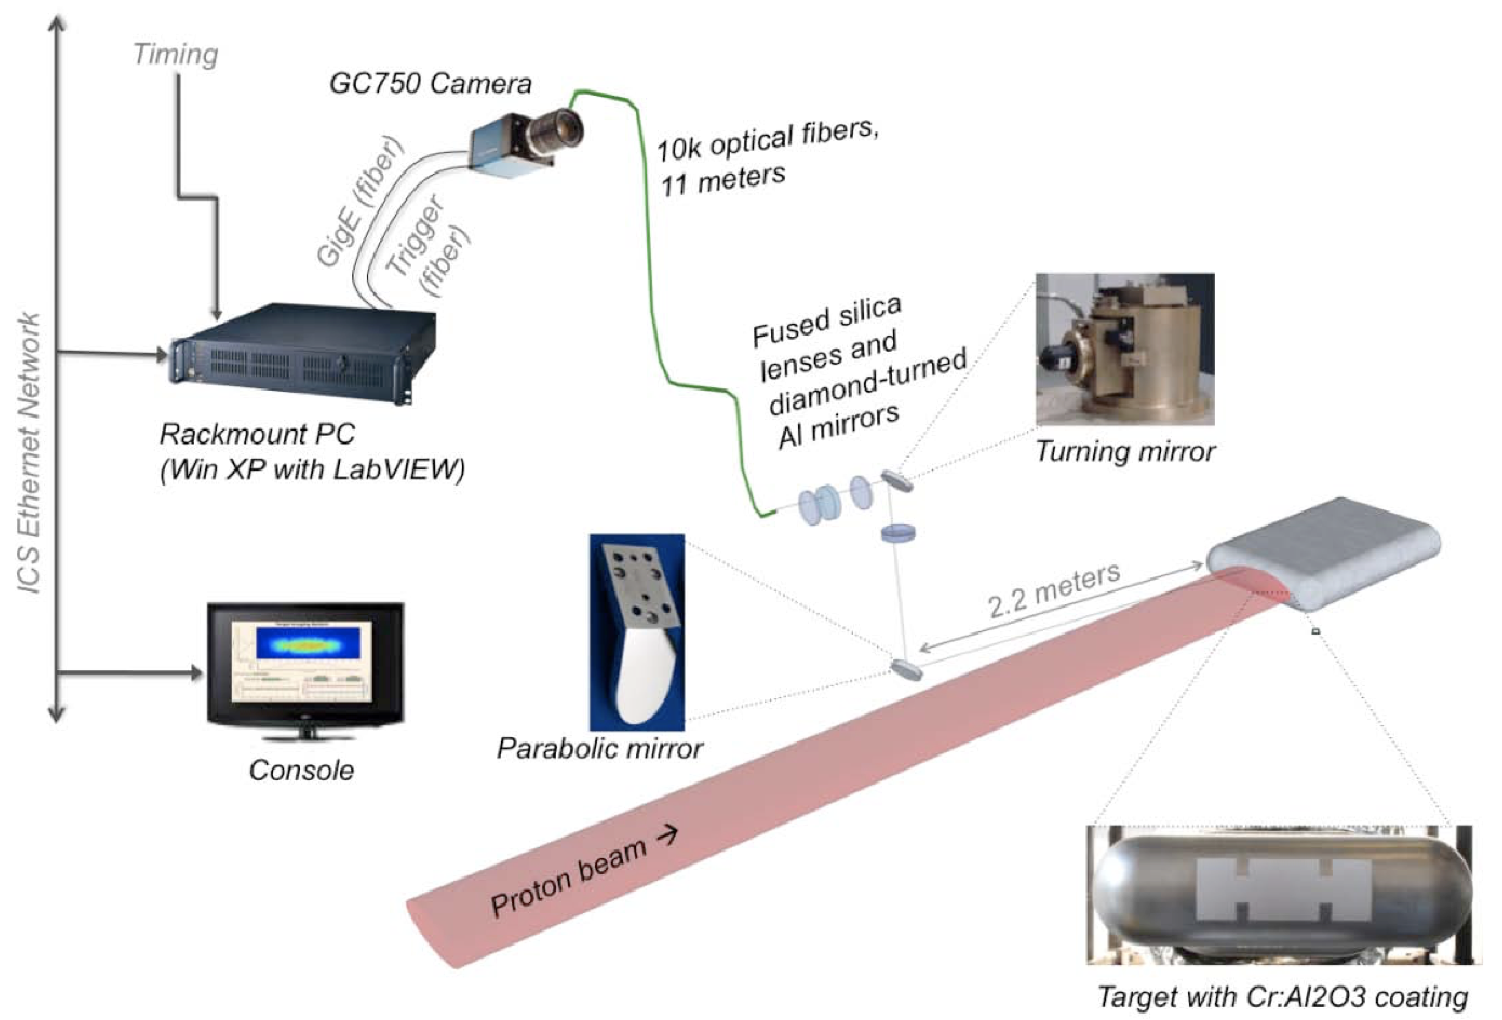 Timing
GC750 Camera
10k optical fibers,
11 meters
GigE (fiber)
Trigger
(fiber)
ICS Ethernet Network
Fused silica
lenses and
diamond-turned
Al mirrors
Turning mirror
Rackmount PC
(Win XP with LabVIEW)
2.2 meters
Parabolic mirror
Console
Proton beam →
Target with Cr:Al2O3 coating